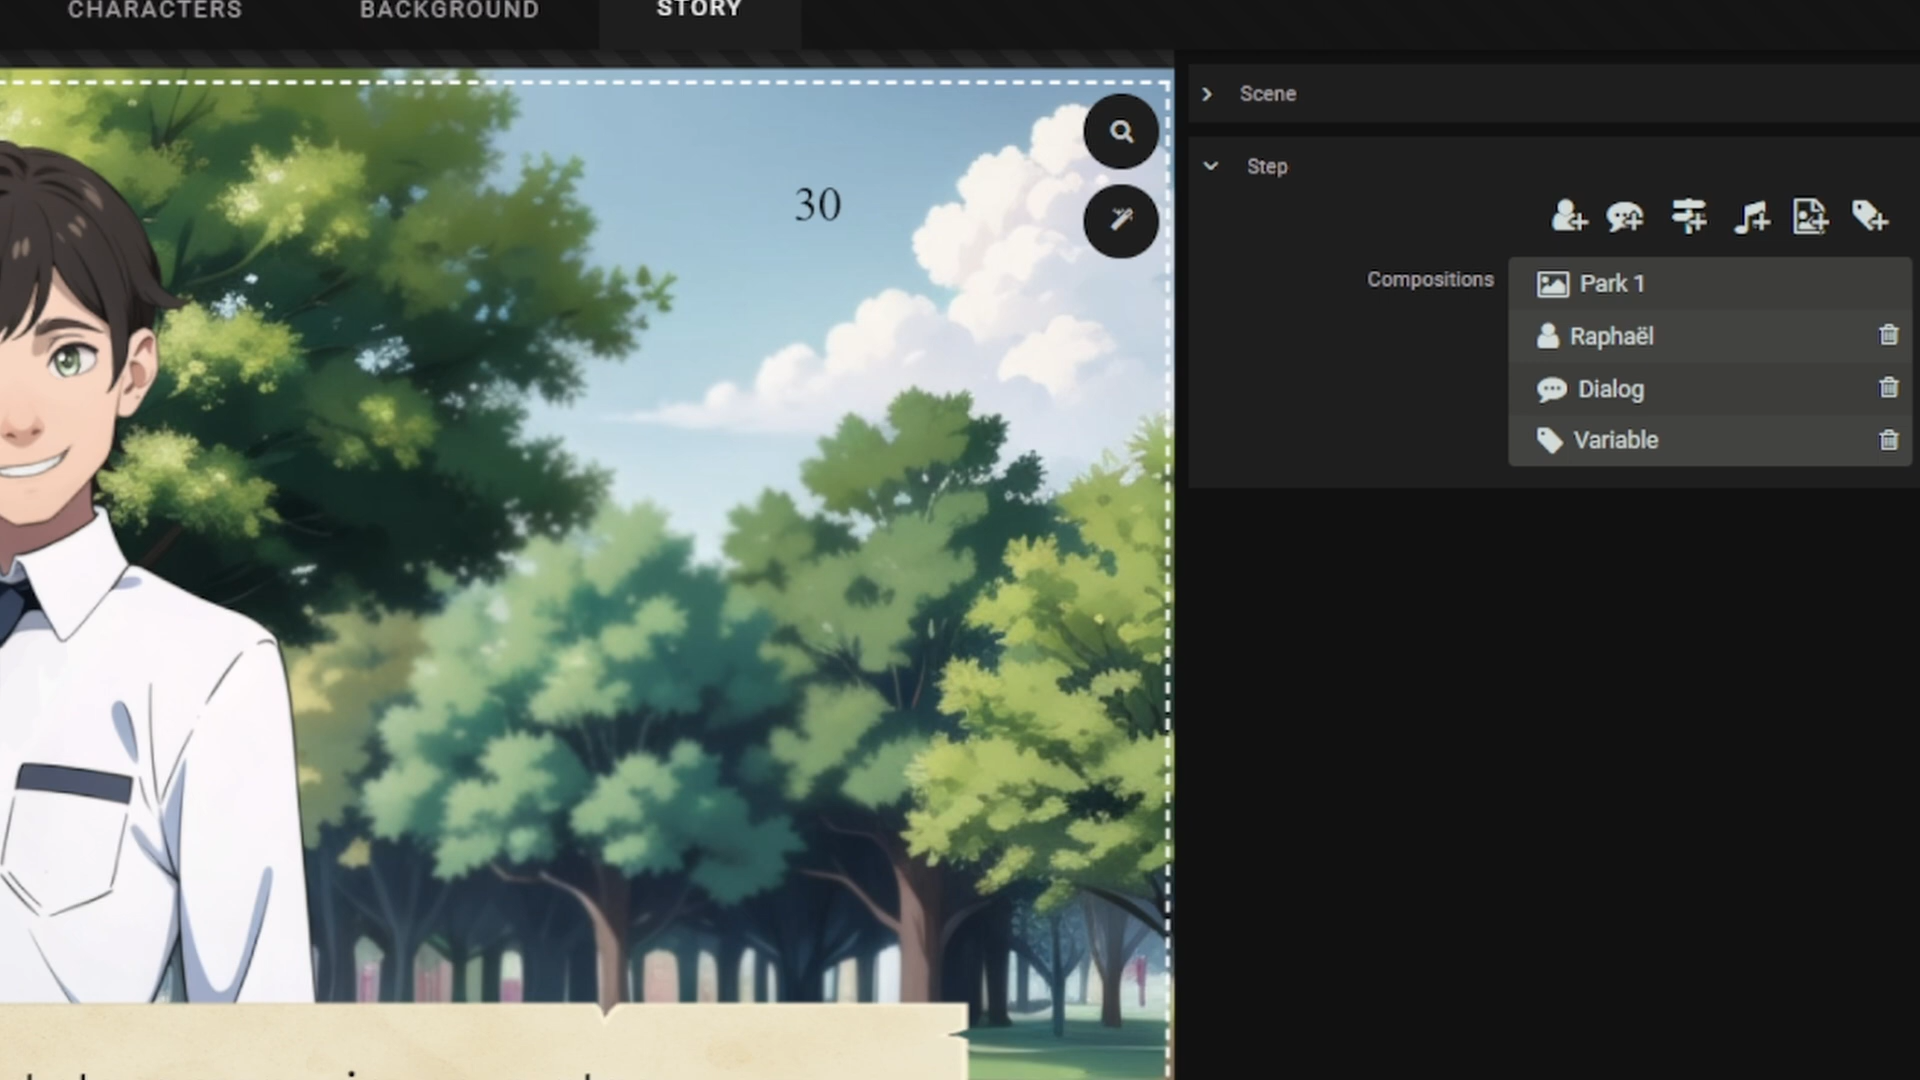 CHARACTERS BACKGROUND STORY
Scene
Step
30
Compositions
Park 1
Raphaël
Dialog
Variable